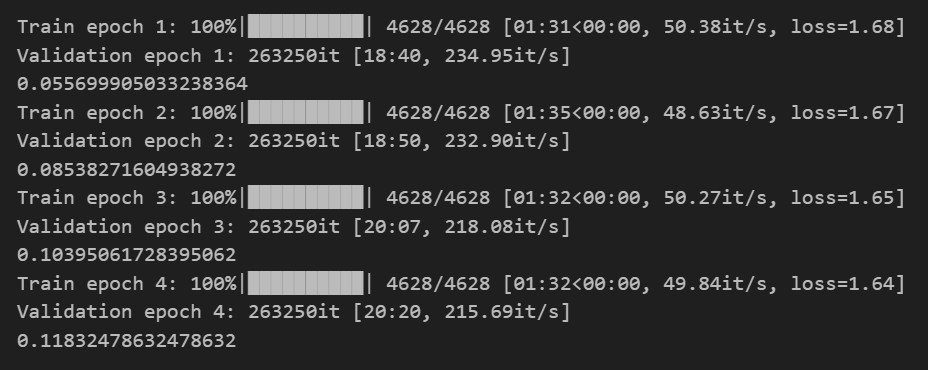 Train epoch 1: 100%|██████████| 4628/4628 [01:31<00:00, 50.38it/s, loss=1.68]
Validation epoch 1: 263250it [18:40, 234.95it/s]
0.055699905033238364
Train epoch 2: 100%|██████████| 4628/4628 [01:35<00:00, 48.63it/s, loss=1.67]
Validation epoch 2: 263250it [18:50, 232.90it/s]
0.08538271604938272
Train epoch 3: 100%|██████████| 4628/4628 [01:32<00:00, 50.27it/s, loss=1.65]
Validation epoch 3: 263250it [20:07, 218.08it/s]
0.10395061728395062
Train epoch 4: 100%|██████████| 4628/4628 [01:32<00:00, 49.84it/s, loss=1.64]
Validation epoch 4: 263250it [20:20, 215.69it/s]
0.11832478632478632